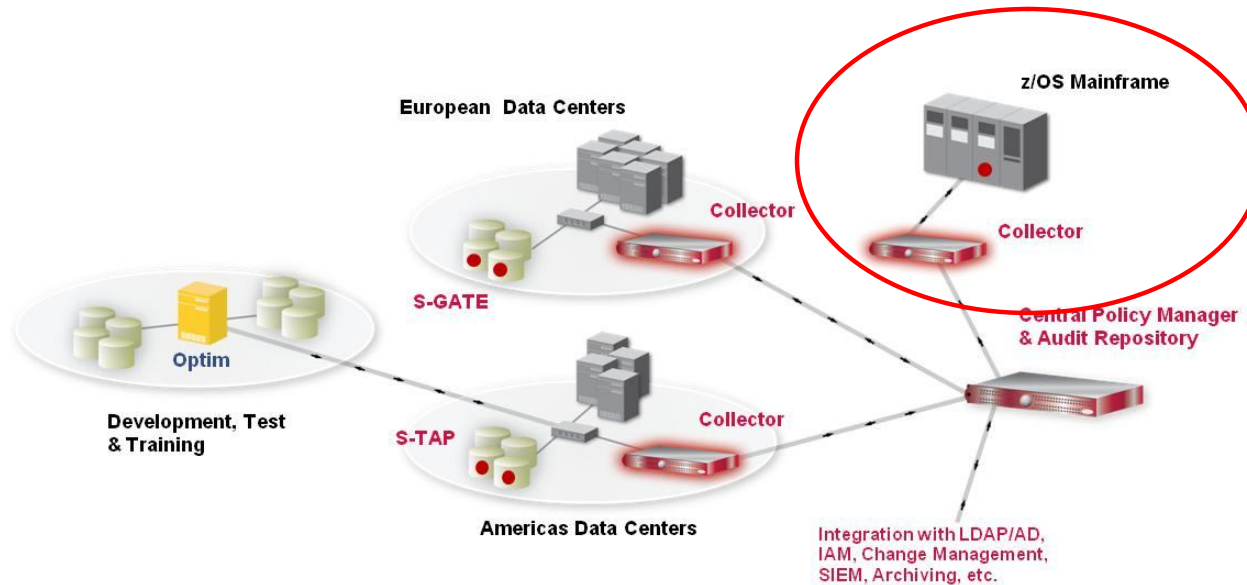 z/OS Mainframe
European  Data Centers
Collector
Collector
S-GATE
Central Policy Manager
& Audit Repository
Optim
Development, Test
& Training
Collector
S-TAP
Americas Data Centers
Integration with LDAP/AD,
IAM, Change Management,
SIEM, Archiving, etc.